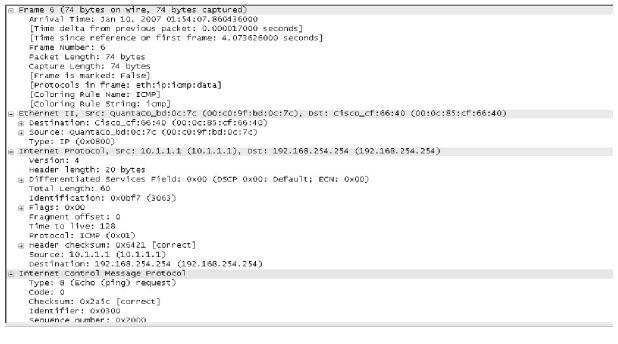 Frame 6 (74 bytes on wire, 74 bytes captured)
Arrival Time: Jan 10, 2007 01:54:07.860436000
[Time delta from previous packet: 0.000017000 seconds]
[Time since reference or first frame: 4.073626000 seconds]
Frame Number: 6
Packet Length: 74 bytes
Capture Length: 74 bytes
[Frame is marked: False]
[Protocols in frame: eth:ip:icmp:data]
[Coloring Rule Name: ICMP]
[Coloring Rule String: icmp]
Ethernet II, Src: QuantaCo_bd:0c:7c (00:c0:9f:bd:0c:7c), Dst: Cisco_cf:66:40 (00:0c:85:cf:66:40)
Destination: Cisco_cf:66:40 (00:0c:85:cf:66:40)
Source: QuantaCo_bd:0c:7c (00:c0:9f:bd:0c:7c)
Type: IP (0x0800)
Internet Protocol, Src: 10.1.1.1 (10.1.1.1), Dst: 192.168.254.254 (192.168.254.254)
Version: 4
Header length: 20 bytes
Differentiated Services Field: 0x00 (DSCP 0x00: Default; ECN: 0x00)
Total Length: 60
Identification: 0x0bf7 (3063)
Flags: 0x00
Fragment offset: 0
Time to live: 128
Protocol: ICMP (0x01)
Header checksum: 0x6421 [correct]
Source: 10.1.1.1 (10.1.1.1)
Destination: 192.168.254.254 (192.168.254.254)
Internet Control Message Protocol
Type: 8 (Echo (ping) request)
Code: 0
Checksum: 0x2a5c [correct]
Identifier: 0x0300
Sequence number: 0x2000